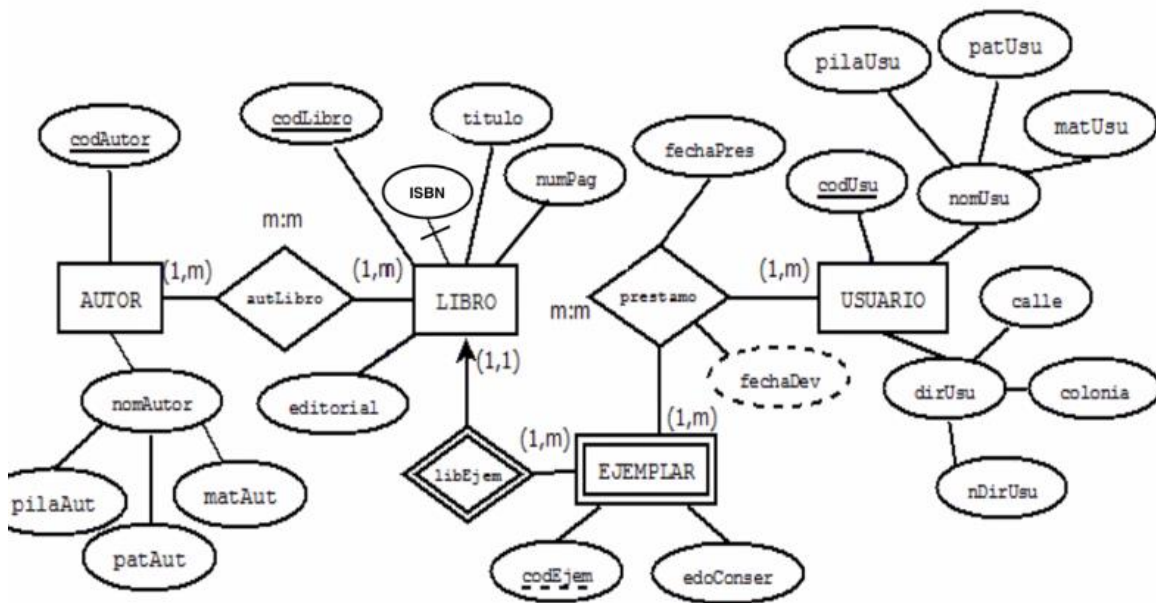 pilaUsu
patUsu
codAutor
codLibro
titulo
fechaPres
matUsu
numPag
ISBN
codUsu
nomUsu
m:m
(1,m)
(1,m)
(1,m)
AUTOR
autLibro
LIBRO
prestamo
USUARIO
m:m
calle
(1,1)
fechaDev
nomAutor
editorial
dirUsu
colonia
(1,m)
(1,m)
libEjem
EJEMPLAR
pilaAut
matAut
nDirUsu
patAut
codEjem
edoConser